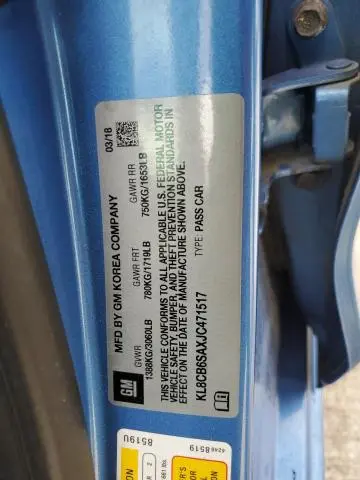 MFD BY GM KOREA COMPANY 03/18
GVWR GAWR FRT GAWR RR
1388KG/3060LB 780KG/1719LB 750KG/1653LB
THIS VEHICLE CONFORMS TO ALL APPLICABLE U.S. FEDERAL MOTOR
VEHICLE SAFETY, BUMPER, AND THEFT PREVENTION STANDARDS IN
EFFECT ON THE DATE OF MANUFACTURE SHOWN ABOVE.
KL8CB6SAXJC471517 TYPE: PASS CAR
GM
8519U
8519
2